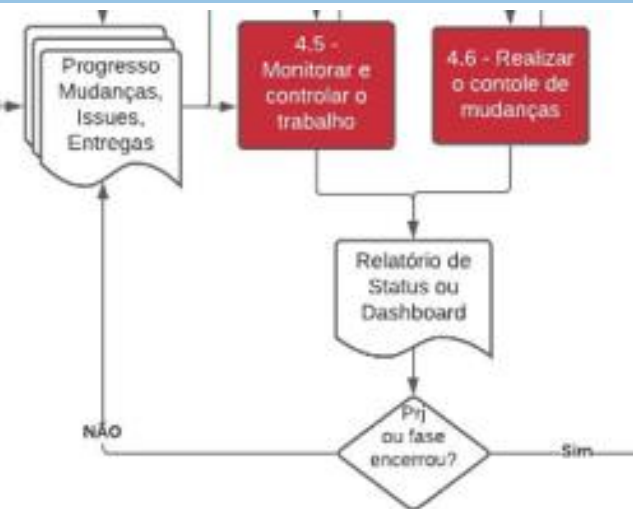 Progresso
Mudanças,
Issues,
Entregas
4.5 -
Monitorar e
controlar o
trabalho
4.6 - Realizar
o contole de
mudanças
Relatório de
Status ou
Dashboard
Prj
ou fase
encerrou?
NÃO
Sim